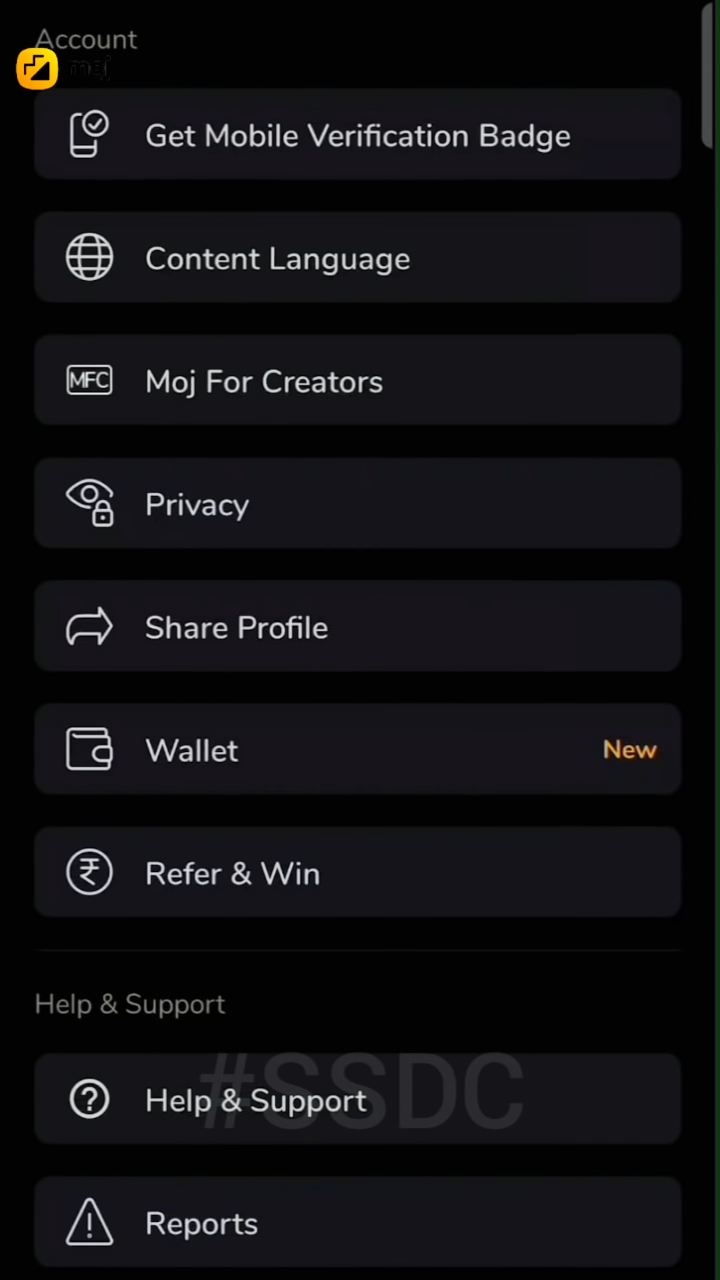 Account
moj
Get Mobile Verification Badge
Content Language
MFC
Moj For Creators
Privacy
Share Profile
Wallet
New
₹
Refer & Win
Help & Support
#SSDC
Help & Support
Reports